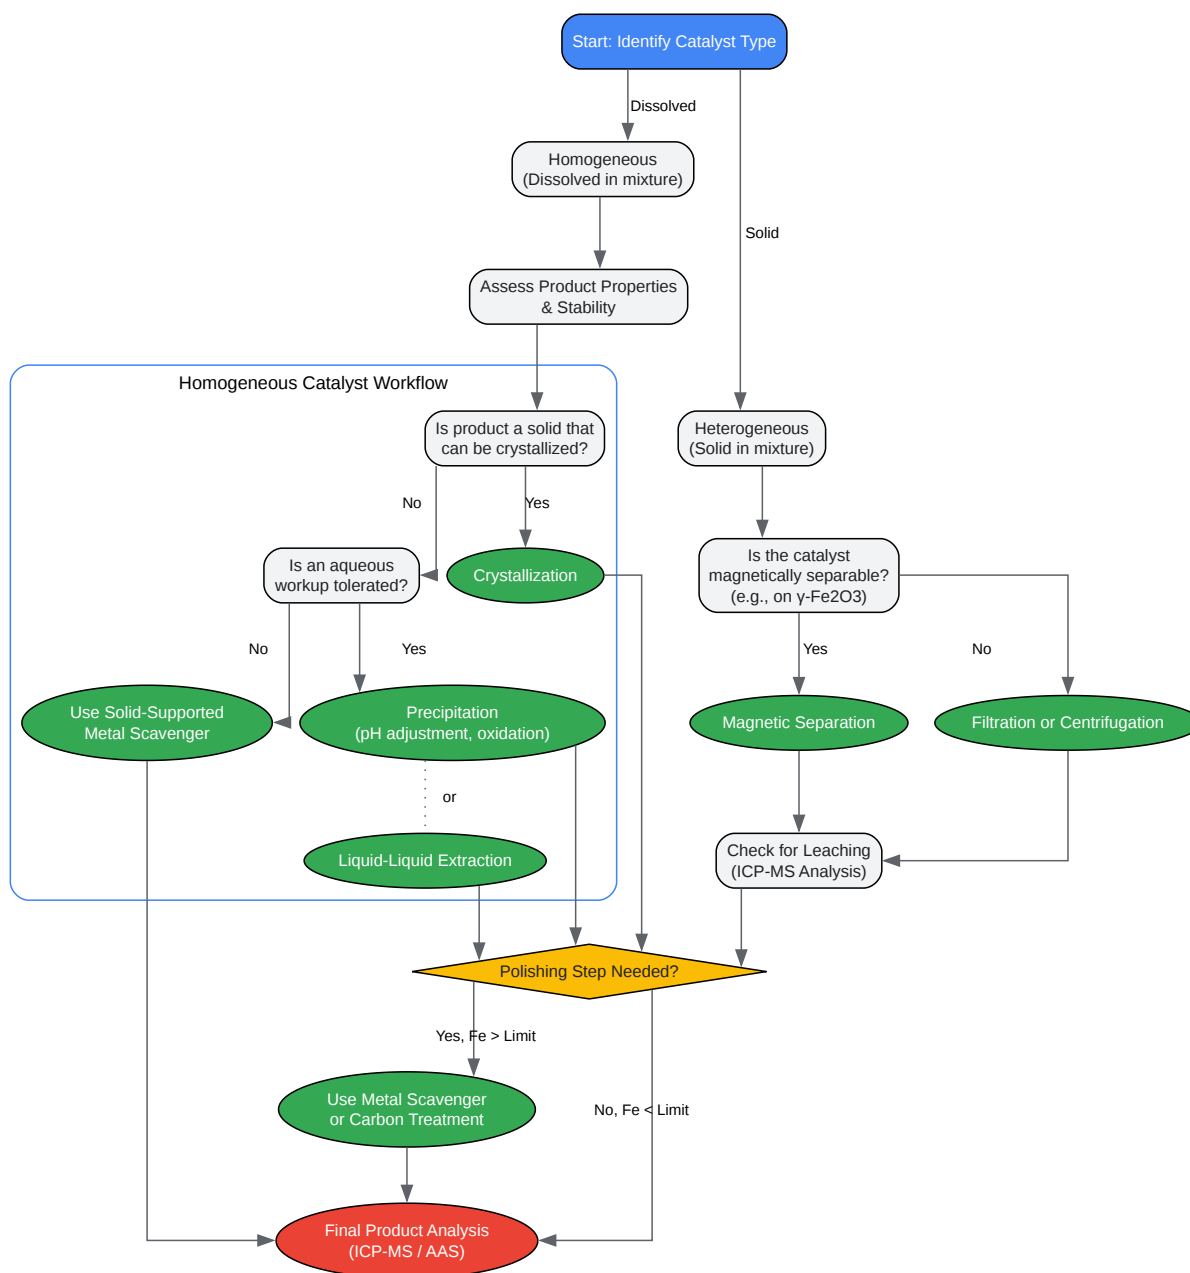 Start: Identify Catalyst Type
Dissolved
Homogeneous
(Dissolved in mixture)
Solid
Assess Product Properties
& Stability
Homogeneous Catalyst Workflow
Is product a solid that
can be crystallized?
Heterogeneous
(Solid in mixture)
No
Yes
Is an aqueous
workup tolerated?
Crystallization
Is the catalyst
magnetically separable?
(e.g., on γ-Fe2O3)
No
Yes
Yes
No
Use Solid-Supported
Metal Scavenger
Precipitation
(pH adjustment, oxidation)
Magnetic Separation
Filtration or Centrifugation
or
Liquid-Liquid Extraction
Check for Leaching
(ICP-MS Analysis)
Polishing Step Needed?
Yes, Fe > Limit
Use Metal Scavenger
or Carbon Treatment
No, Fe < Limit
Final Product Analysis
(ICP-MS / AAS)